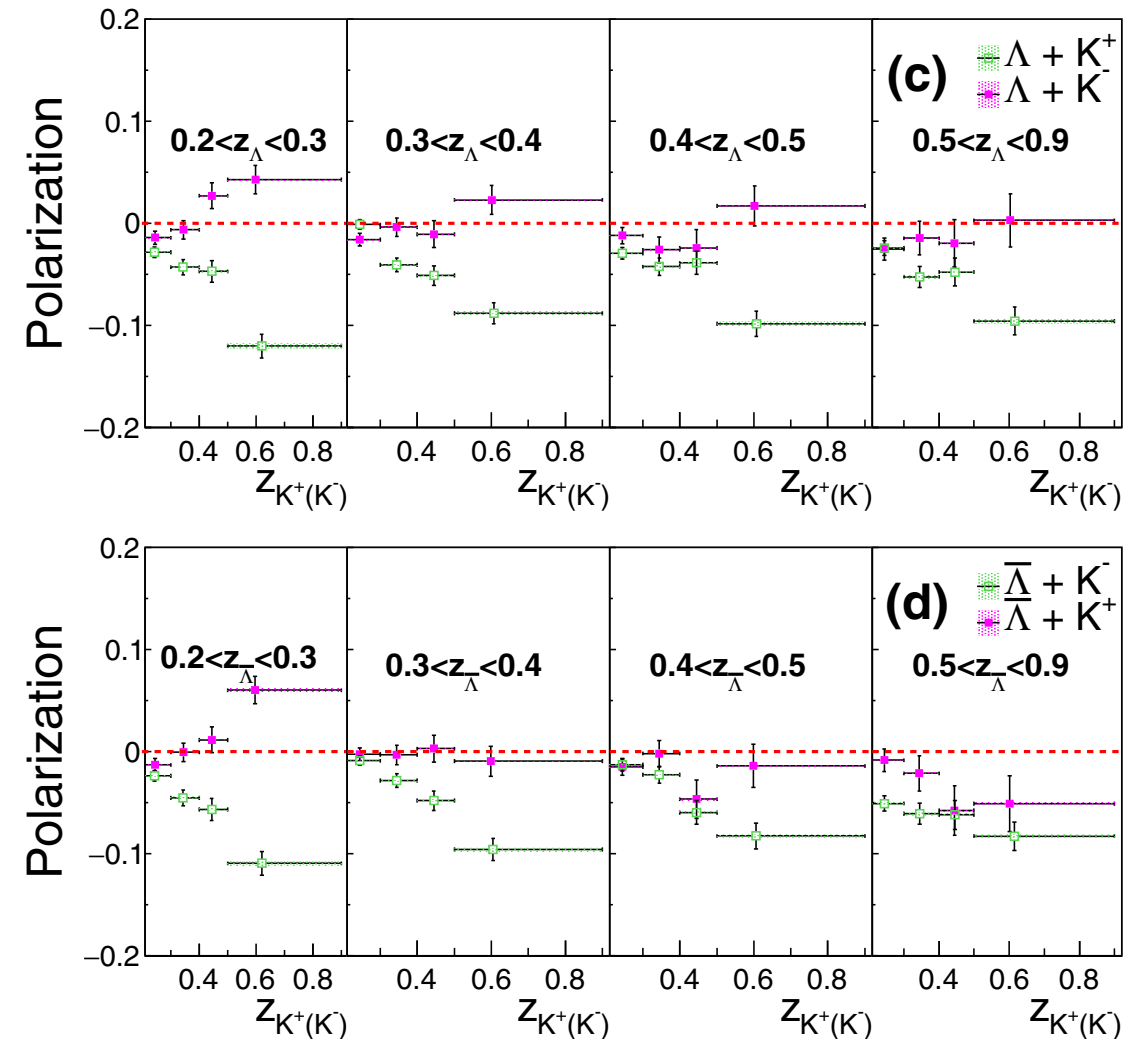 0.2
0.1
0
−0.1
−0.2
Polarization
(c)
Λ + K⁺
Λ + K⁻
0.2<z_Λ<0.3
0.3<z_Λ<0.4
0.4<z_Λ<0.5
0.5<z_Λ<0.9
0.4 0.6 0.8 0.4 0.6 0.8 0.4 0.6 0.8 0.4 0.6 0.8
z_K⁺(K⁻) z_K⁺(K⁻) z_K⁺(K⁻) z_K⁺(K⁻)
0.2
0.1
0
−0.1
−0.2
Polarization
(d)
Λ̅ + K⁻
Λ̅ + K⁺
0.2<z_Λ̅<0.3
0.3<z_Λ̅<0.4
0.4<z_Λ̅<0.5
0.5<z_Λ̅<0.9
0.4 0.6 0.8 0.4 0.6 0.8 0.4 0.6 0.8 0.4 0.6 0.8
z_K⁺(K⁻) z_K⁺(K⁻) z_K⁺(K⁻) z_K⁺(K⁻)